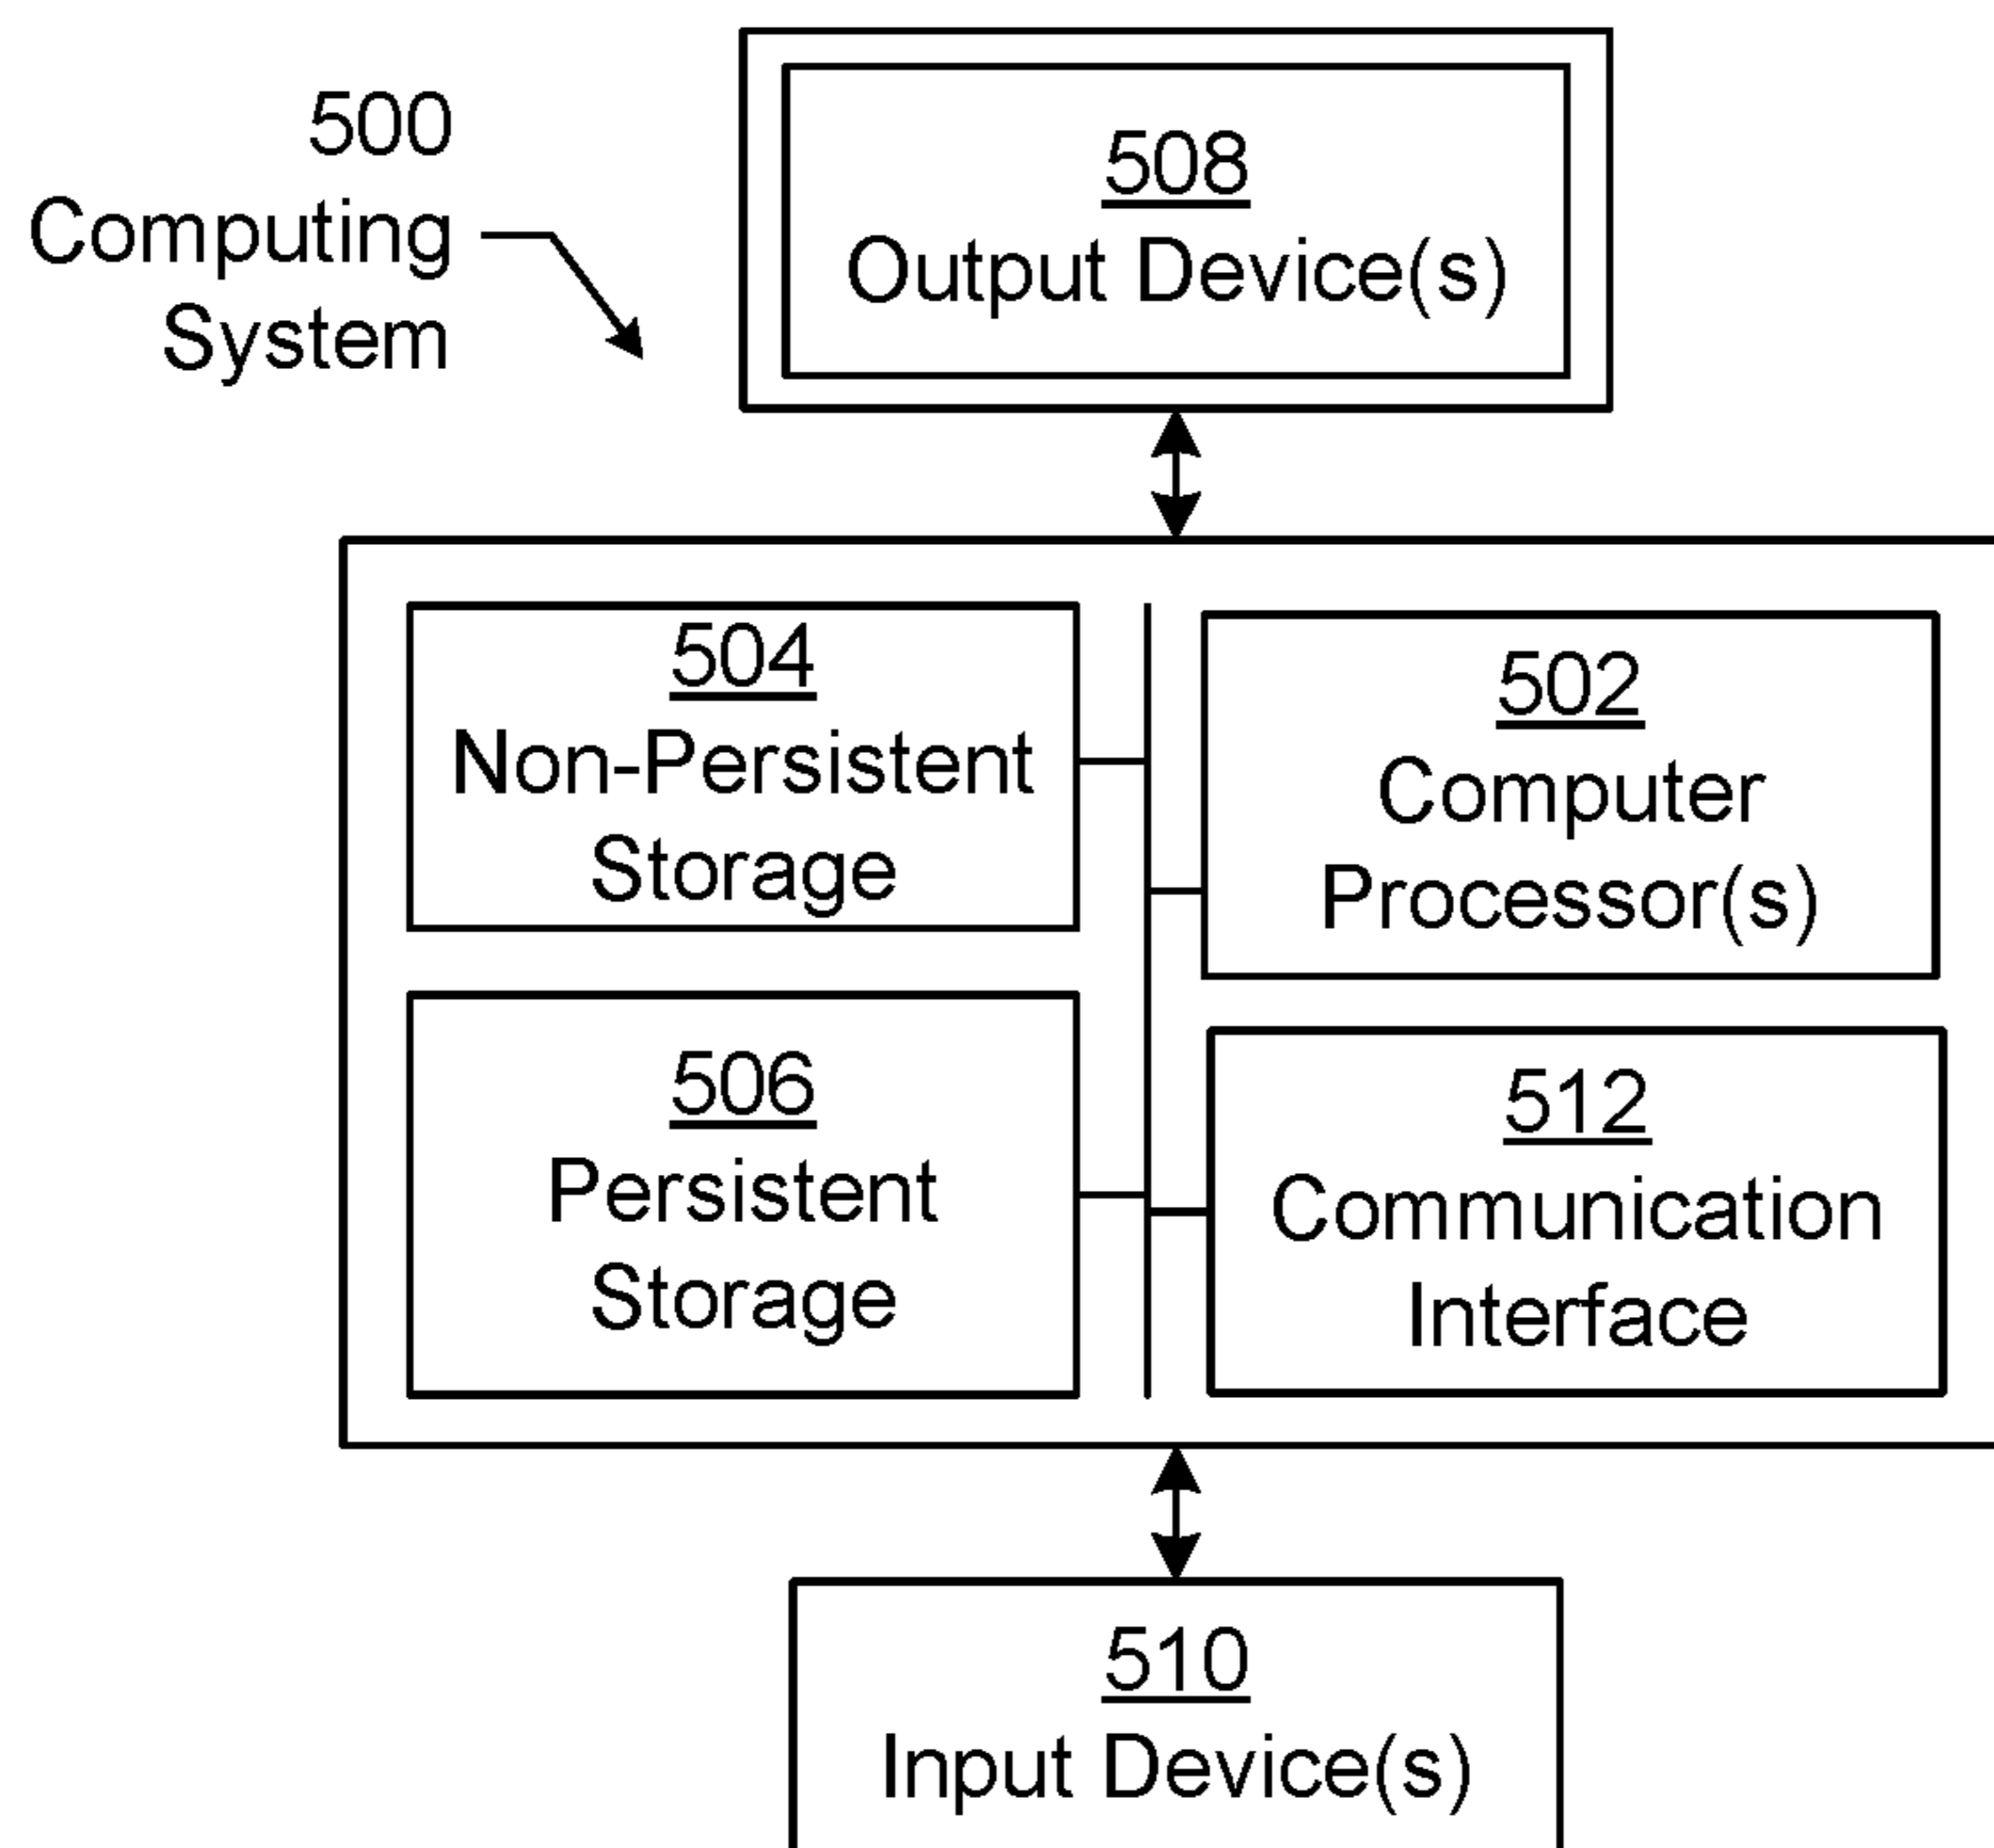 500
Computing
System
508
Output Device(s)
504
Non-Persistent
Storage
502
Computer
Processor(s)
506
Persistent
Storage
512
Communication
Interface
510
Input Device(s)